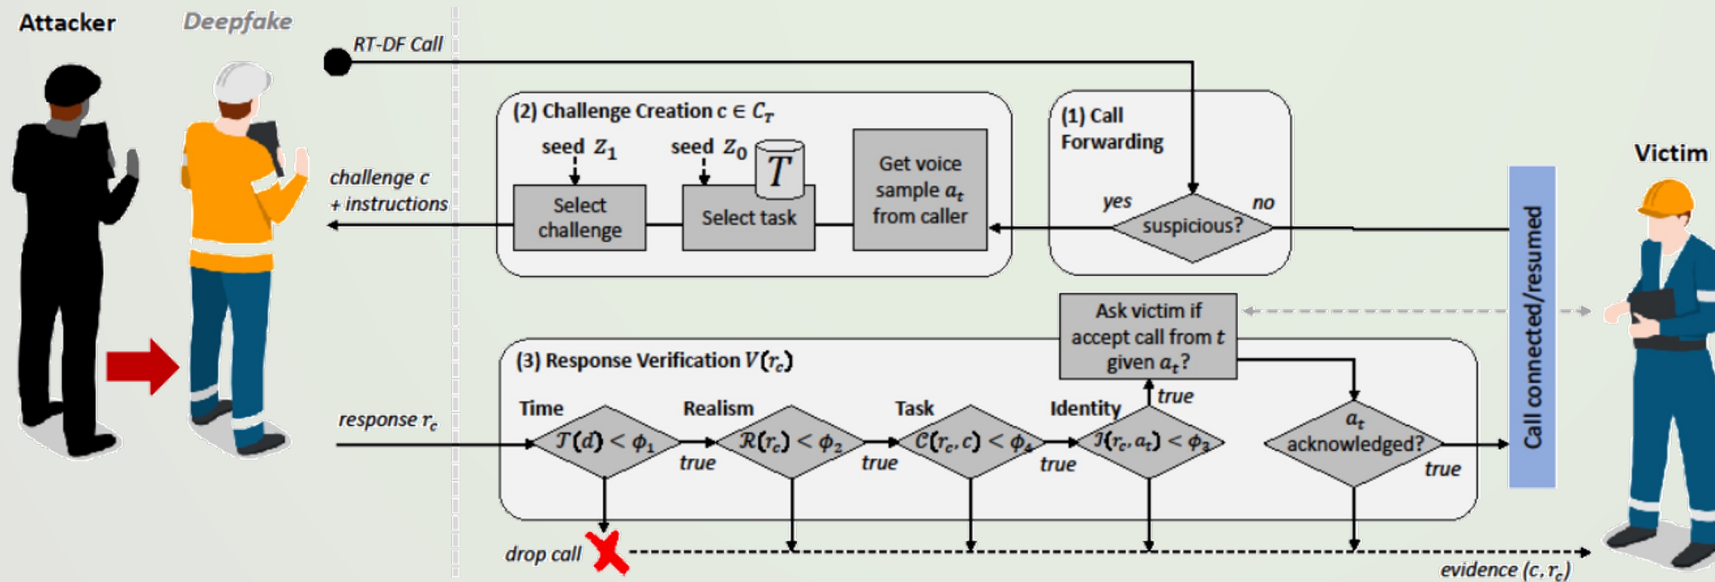 Attacker
Deepfake
RT-DF Call
(2) Challenge Creation c ∈ C_T
seed Z_1
seed Z_0
T
Select
challenge
Select task
Get voice
sample a_t
from caller
(1) Call
Forwarding
yes
no
suspicious?
challenge c
+ instructions
Victim
Call connected/resumed
Ask victim if
accept call from t
given a_t?
(3) Response Verification V(r_c)
true
Time
Realism
Task
Identity
response r_c
𝒯(d) < ϕ_1
true
ℛ(r_c) < ϕ_2
true
𝒞(r_c, c) < ϕ_4
true
ℐ(r_c, a_t) < ϕ_3
a_t
acknowledged?
true
drop call
evidence (c, r_c)